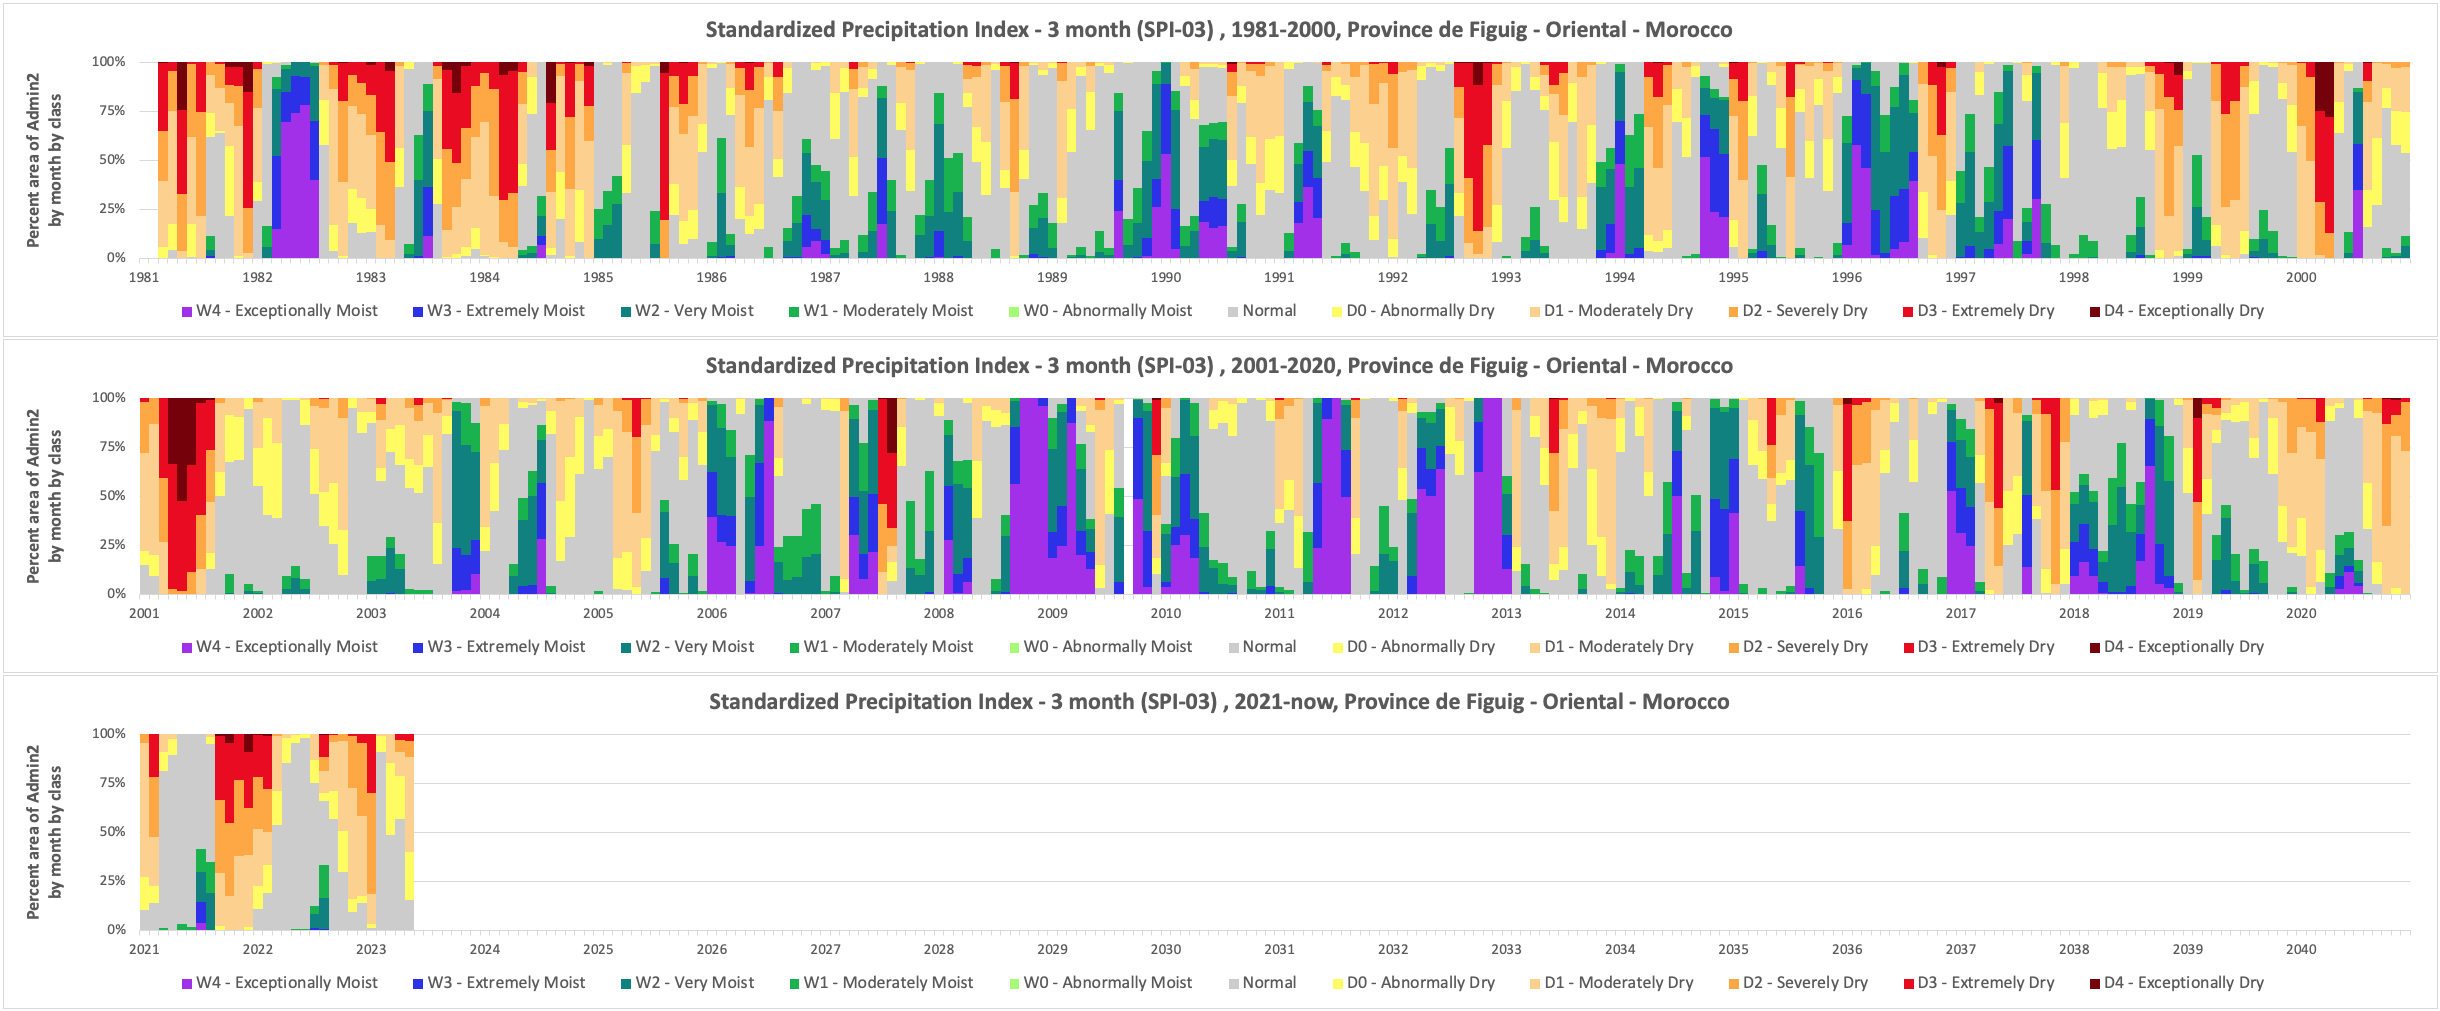 Standardized Precipitation Index - 3 month (SPI-03) , 1981-2000, Province de Figuig - Oriental - Morocco
Percent area of Admin2
by month by class
100%
75%
50%
25%
0%
1981 1982 1983 1984 1985 1986 1987 1988 1989 1990 1991 1992 1993 1994 1995 1996 1997 1998 1999 2000
W4 - Exceptionally Moist W3 - Extremely Moist W2 - Very Moist W1 - Moderately Moist W0 - Abnormally Moist Normal D0 - Abnormally Dry D1 - Moderately Dry D2 - Severely Dry D3 - Extremely Dry D4 - Exceptionally Dry
Standardized Precipitation Index - 3 month (SPI-03) , 2001-2020, Province de Figuig - Oriental - Morocco
Percent area of Admin2
by month by class
100%
75%
50%
25%
0%
2001 2002 2003 2004 2005 2006 2007 2008 2009 2010 2011 2012 2013 2014 2015 2016 2017 2018 2019 2020
W4 - Exceptionally Moist W3 - Extremely Moist W2 - Very Moist W1 - Moderately Moist W0 - Abnormally Moist Normal D0 - Abnormally Dry D1 - Moderately Dry D2 - Severely Dry D3 - Extremely Dry D4 - Exceptionally Dry
Standardized Precipitation Index - 3 month (SPI-03) , 2021-now, Province de Figuig - Oriental - Morocco
Percent area of Admin2
by month by class
100%
75%
50%
25%
0%
2021 2022 2023 2024 2025 2026 2027 2028 2029 2030 2031 2032 2033 2034 2035 2036 2037 2038 2039 2040
W4 - Exceptionally Moist W3 - Extremely Moist W2 - Very Moist W1 - Moderately Moist W0 - Abnormally Moist Normal D0 - Abnormally Dry D1 - Moderately Dry D2 - Severely Dry D3 - Extremely Dry D4 - Exceptionally Dry